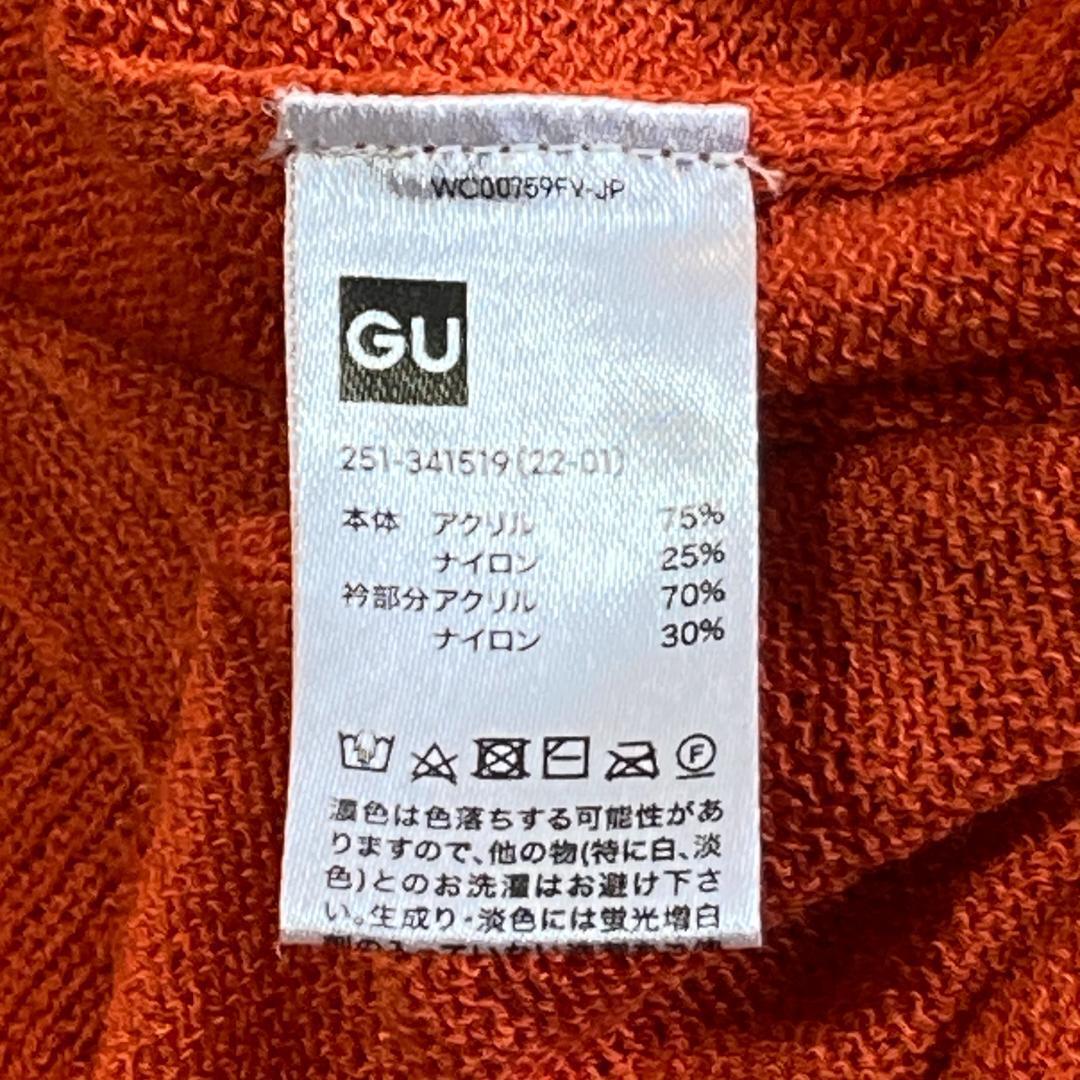 WC00759FY-JP
GU
251-341519(22-01)
本体 アクリル 75%
ナイロン 25%
衿部分アクリル 70%
ナイロン 30%
F
濃色は色落ちする可能性があ
りますので、他の物(特に白、淡
色)とのお洗濯はお避け下さ
い。生成り・淡色には蛍光増白